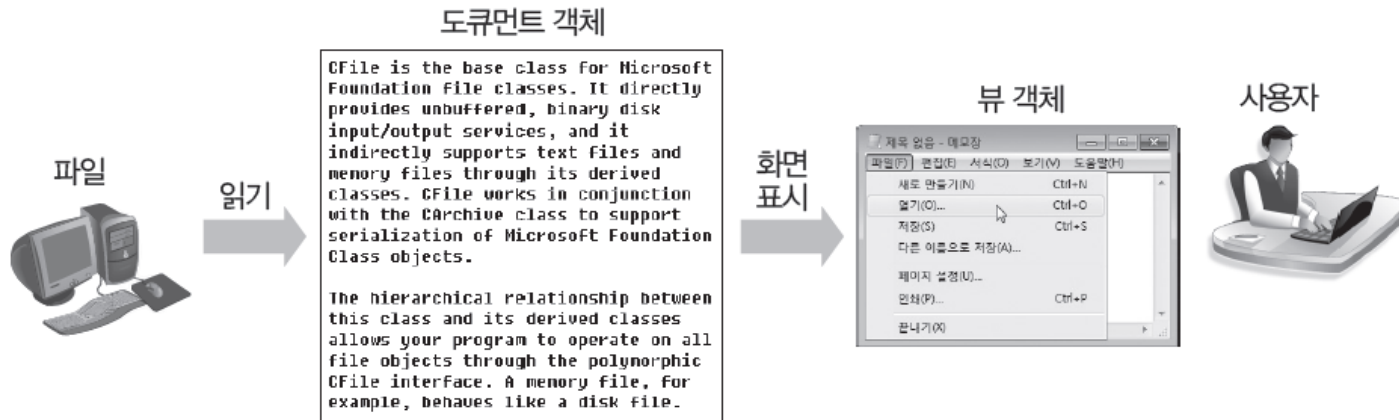 도큐먼트 객체
CFile is the base class for Microsoft
Foundation file classes. It directly
provides unbuffered, binary disk
input/output services, and it
indirectly supports text files and
memory files through its derived
classes. CFile works in conjunction
with the CArchive class to support
serialization of Microsoft Foundation
Class objects.
The hierarchical relationship between
this class and its derived classes
allows your program to operate on all
file objects through the polymorphic
CFile interface. A memory file, for
example, behaves like a disk file.
파일
읽기
화면
표시
뷰 객체
제목 없음 - 메모장
파일(F) 편집(E) 서식(O) 보기(V) 도움말(H)
새로 만들기(N) Ctrl+N
열기(O)... Ctrl+O
저장(S) Ctrl+S
다른 이름으로 저장(A)...
페이지 설정(U)...
인쇄(P)... Ctrl+P
끝내기(X)
사용자